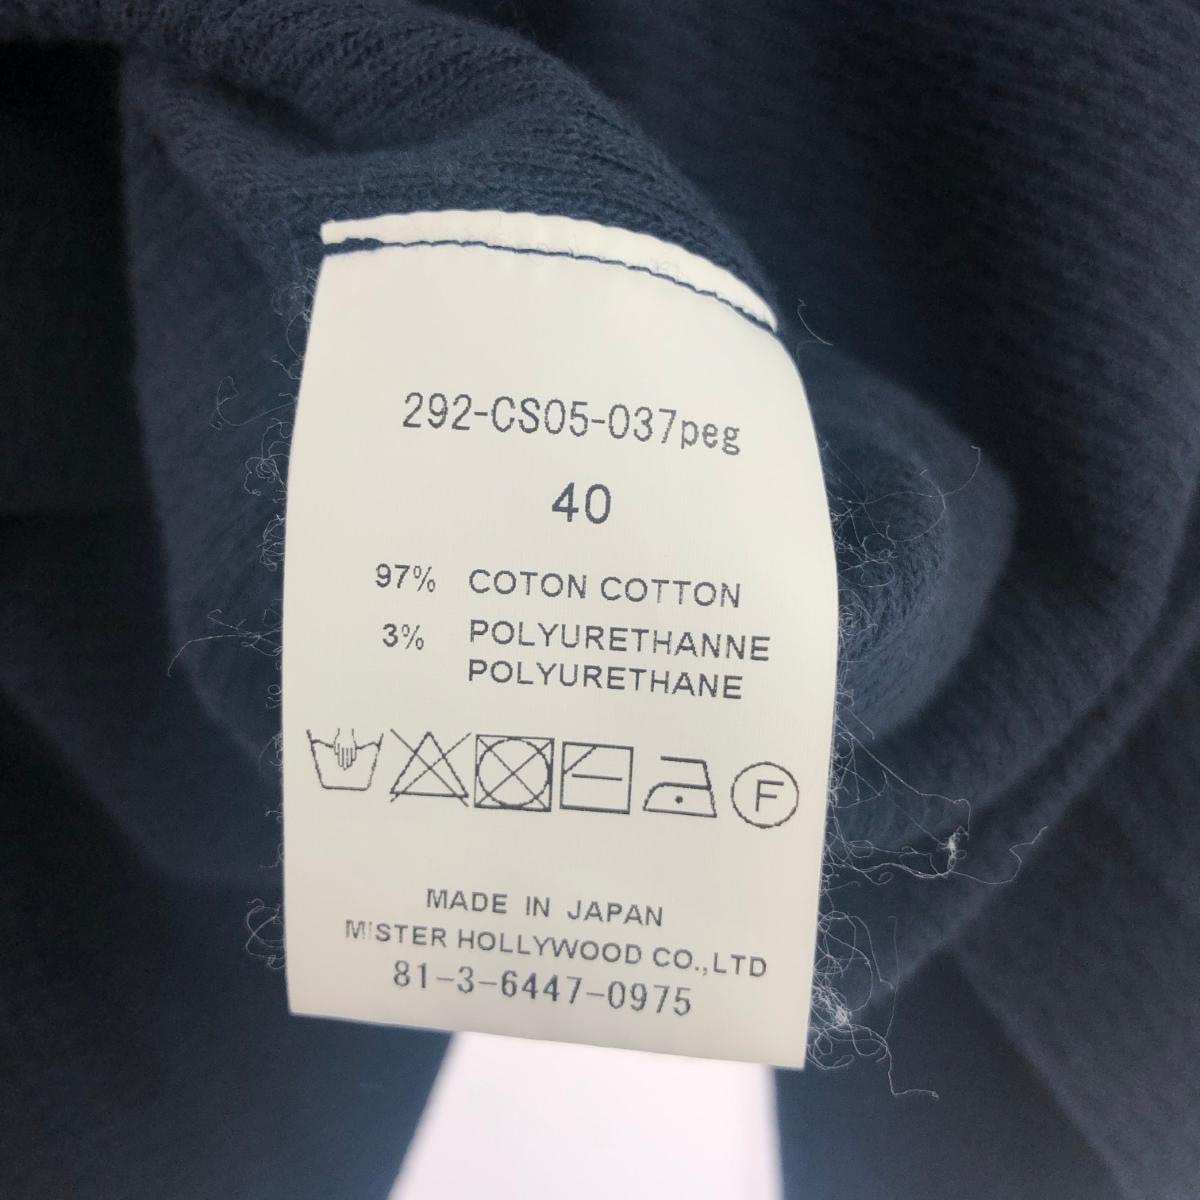 292-CS05-037peg
40
97% COTON COTTON
3% POLYURETHANNE
POLYURETHANE
F
MADE IN JAPAN
MISTER HOLLYWOOD CO.,LTD
81-3-6447-0975